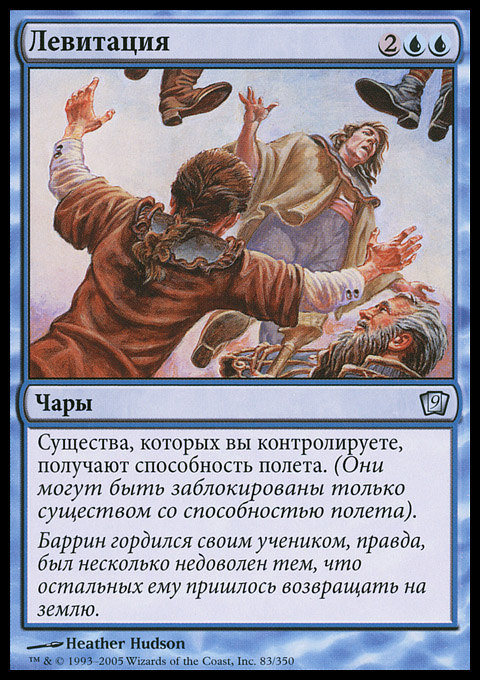 Левитация
2
Чары
9
Существа, которых вы контролируете,
получают способность полета. (Они
могут быть заблокированы только
существом со способностью полета).
Баррин гордился своим учеником, правда,
был несколько недоволен тем, что
остальных ему пришлось возвращать на
землю.
Heather Hudson
™ & © 1993–2005 Wizards of the Coast, Inc. 83/350